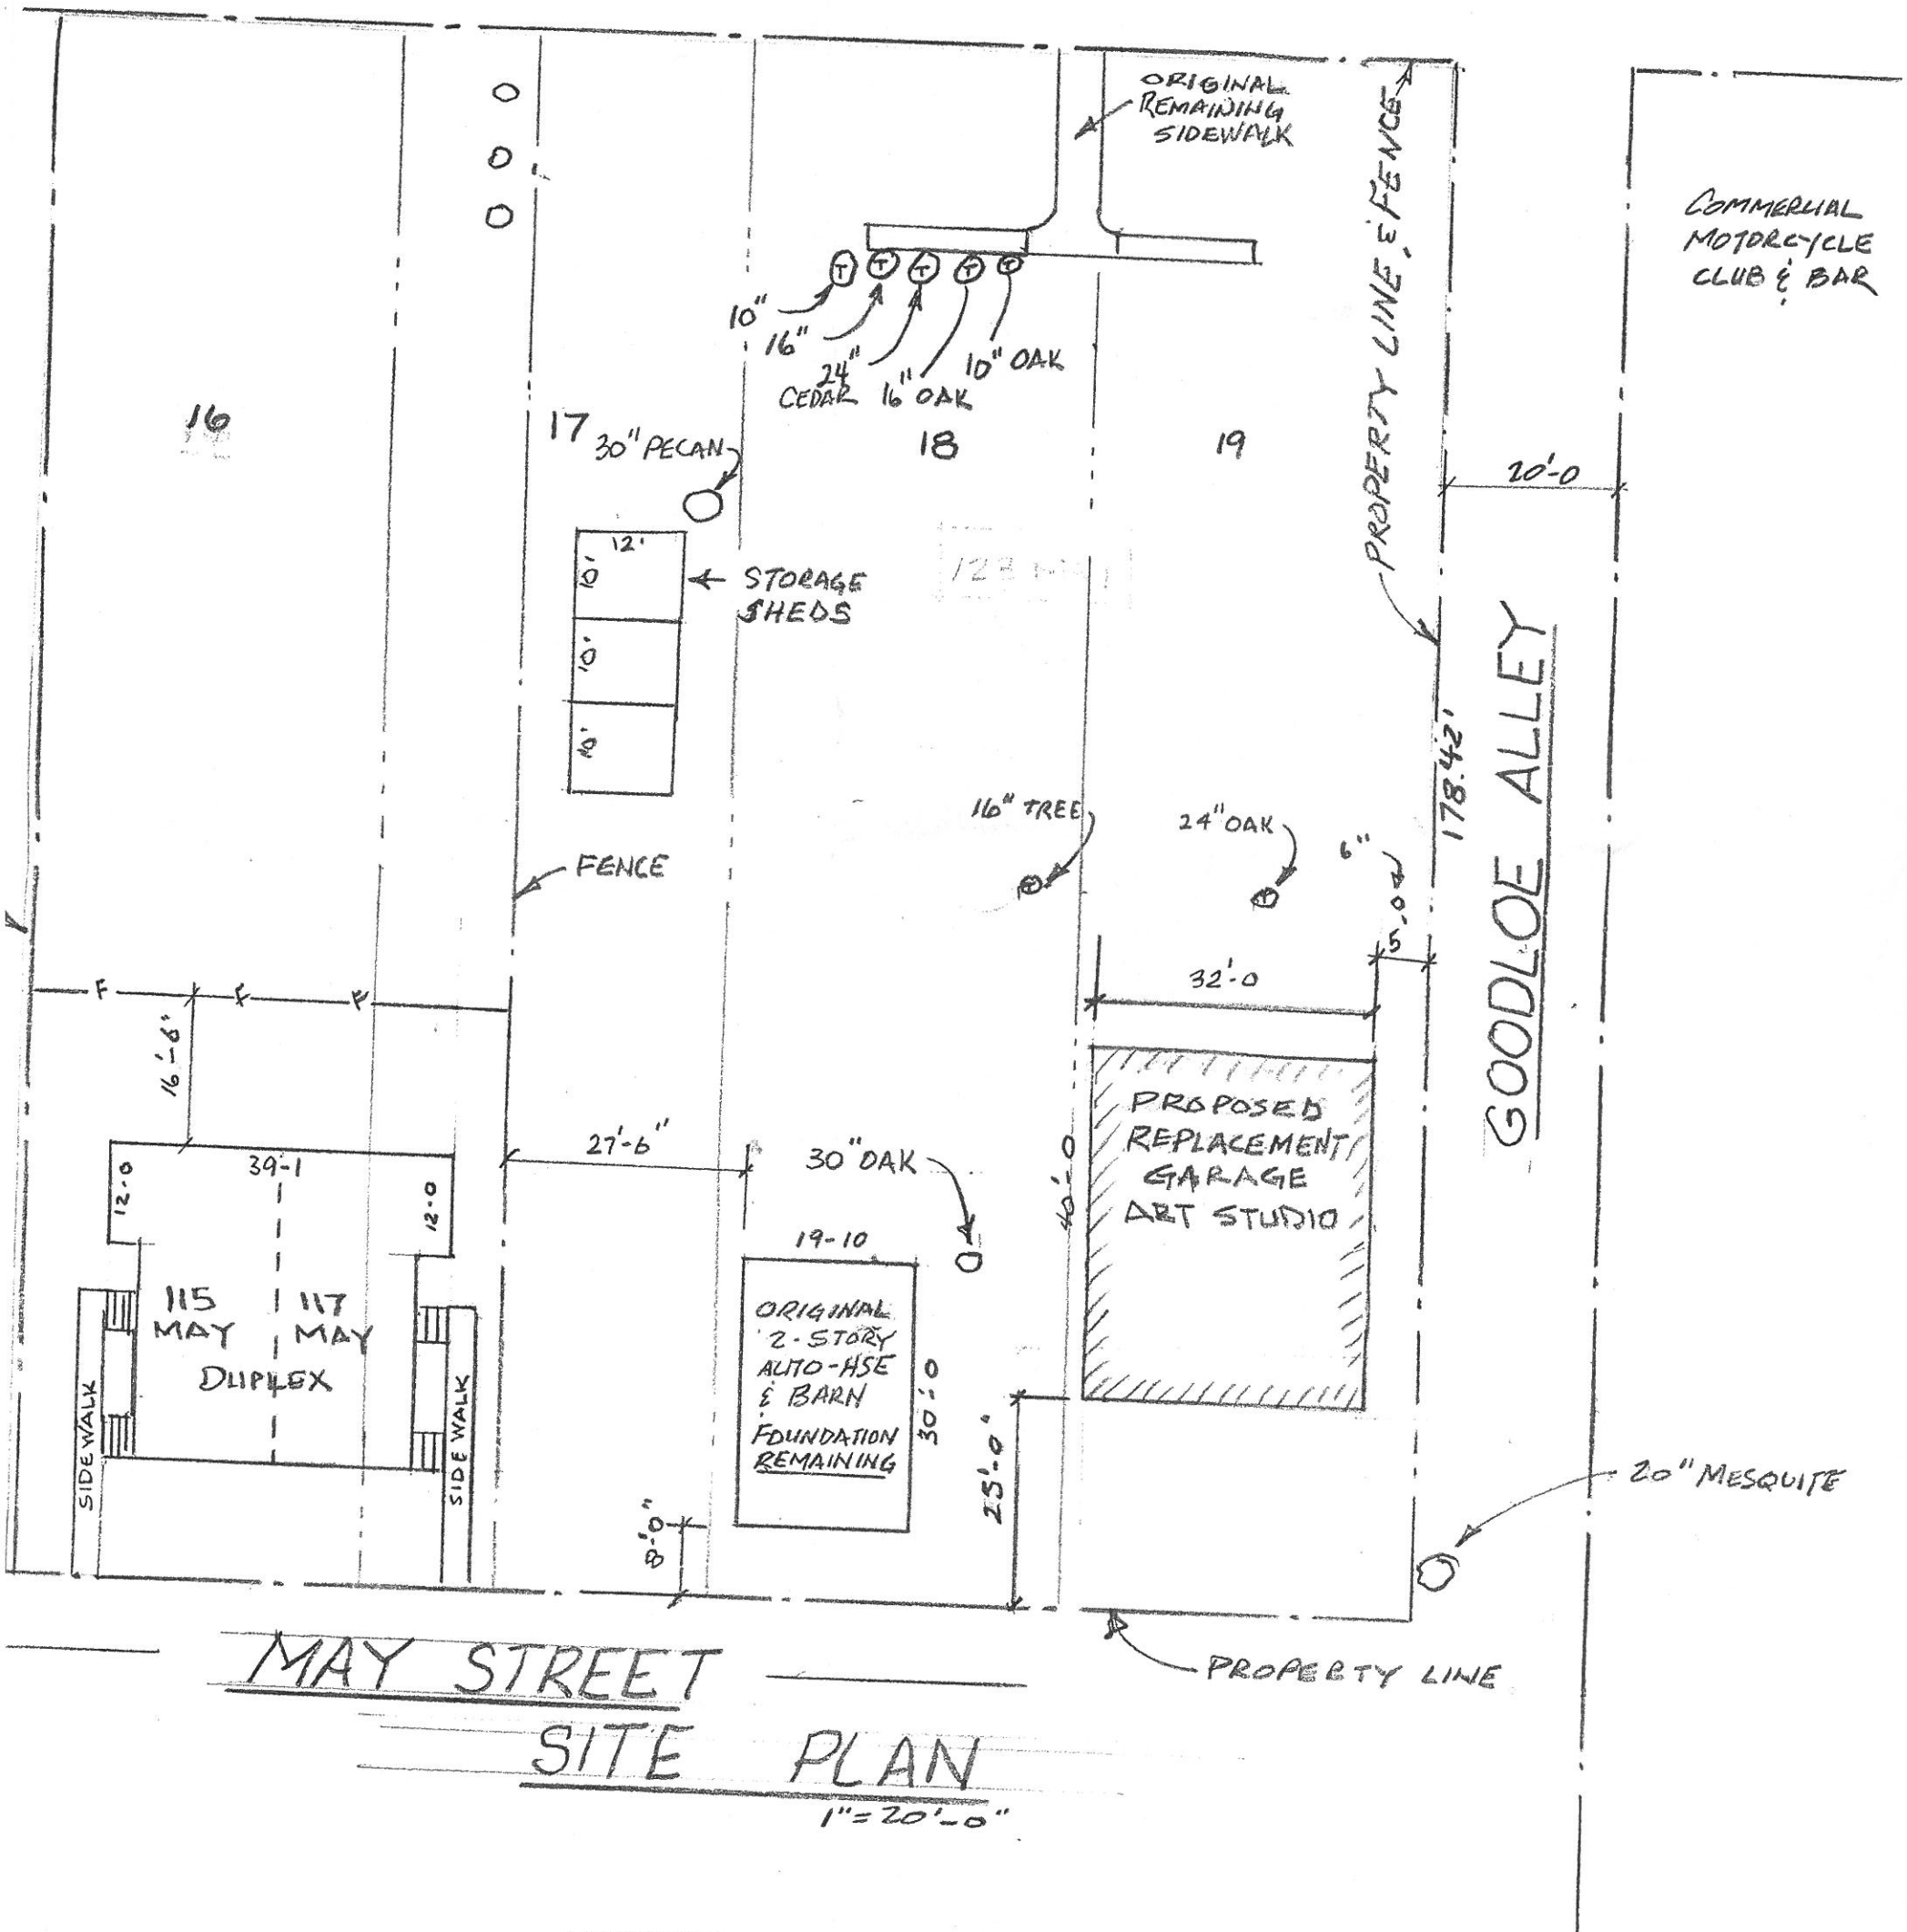 ORIGINAL
REMAINING
SIDEWALK
PROPERTY LINE & FENCE
COMMERCIAL
MOTORCYCLE
CLUB & BAR
10"
16"
24"
CEDAR
16" OAK
10" OAK
16
17
30" PECAN
18
19
20'-0
12'
10'
10'
10'
STORAGE
SHEDS
123
GOODLOE ALLEY
178.42'
16" TREE
24" OAK
6"
5'-0
FENCE
F
F
F
32'-0
16'-6"
PROPOSED
REPLACEMENT
GARAGE
ART STUDIO
40'-0
27'-6"
30" OAK
39-1
12-0
12-0
19-10
115
MAY
117
MAY
DUPLEX
SIDEWALK
SIDEWALK
ORIGINAL
2-STORY
AUTO-HSE
& BARN
FOUNDATION
REMAINING
30'-0
25'-0"
8'-0"
20" MESQUITE
PROPERTY LINE
MAY STREET
SITE PLAN
1"=20'-0"